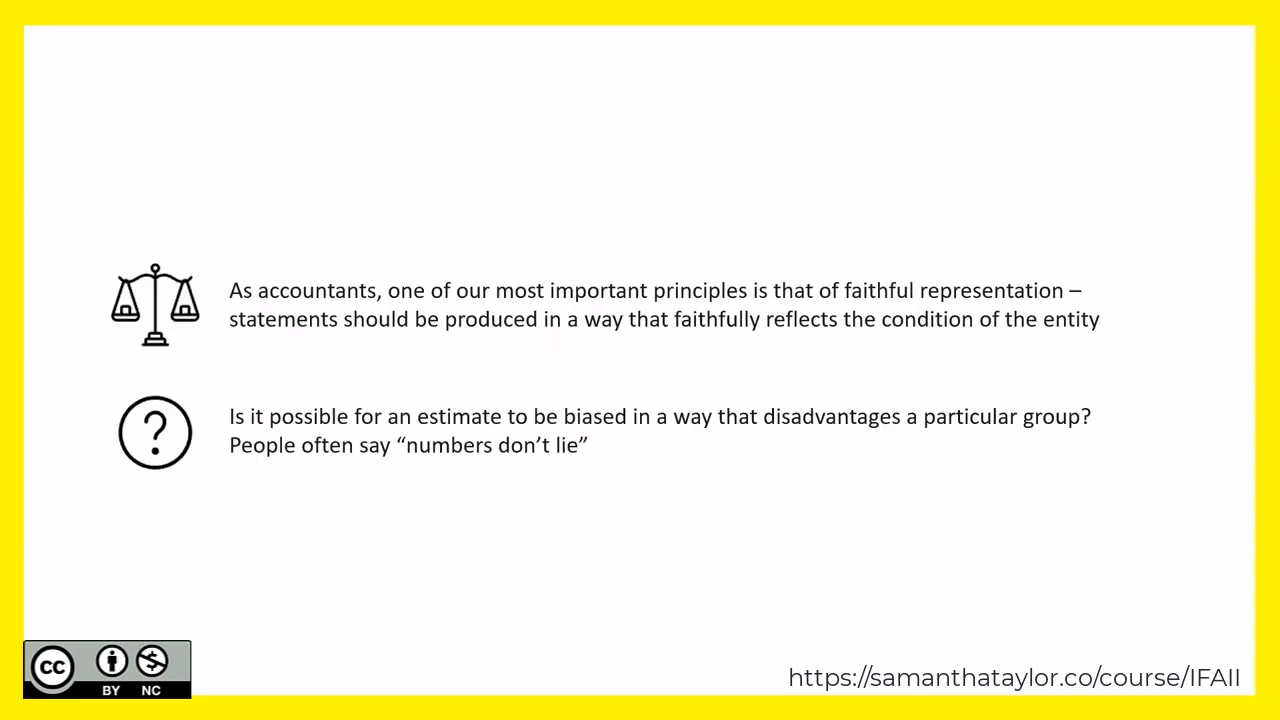 As accountants, one of our most important principles is that of faithful representation –
statements should be produced in a way that faithfully reflects the condition of the entity
?
Is it possible for an estimate to be biased in a way that disadvantages a particular group?
People often say “numbers don’t lie”
cc
BY NC
https://samanthataylor.co/course/IFAII